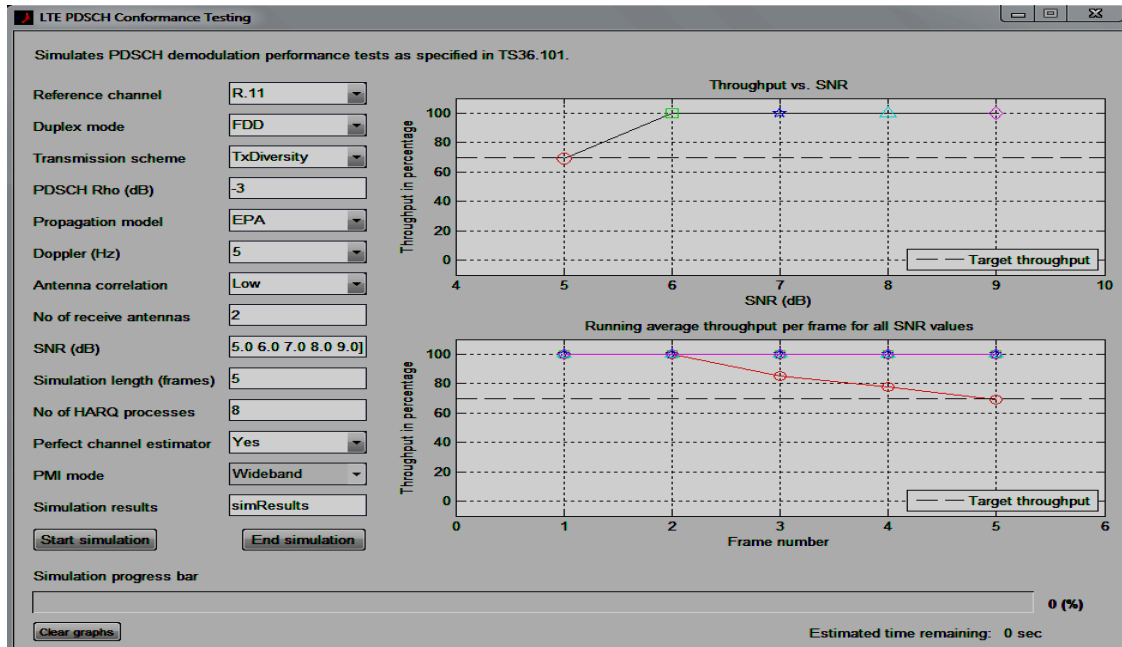 LTE PDSCH Conformance Testing
Simulates PDSCH demodulation performance tests as specified in TS36.101.
Reference channel R.11
Duplex mode FDD
Transmission scheme TxDiversity
PDSCH Rho (dB) -3
Propagation model EPA
Doppler (Hz) 5
Antenna correlation Low
No of receive antennas 2
SNR (dB) 5.0 6.0 7.0 8.0 9.0]
Simulation length (frames) 5
No of HARQ processes 8
Perfect channel estimator Yes
PMI mode Wideband
Simulation results simResults
Start simulation End simulation
Throughput vs. SNR
Throughput in percentage
100
80
60
40
20
0
Target throughput
4 5 6 7 8 9 10
SNR (dB)
Running average throughput per frame for all SNR values
Throughput in percentage
100
80
60
40
20
0
Target throughput
0 1 2 3 4 5 6
Frame number
Simulation progress bar
0 (%)
Clear graphs
Estimated time remaining: 0 sec